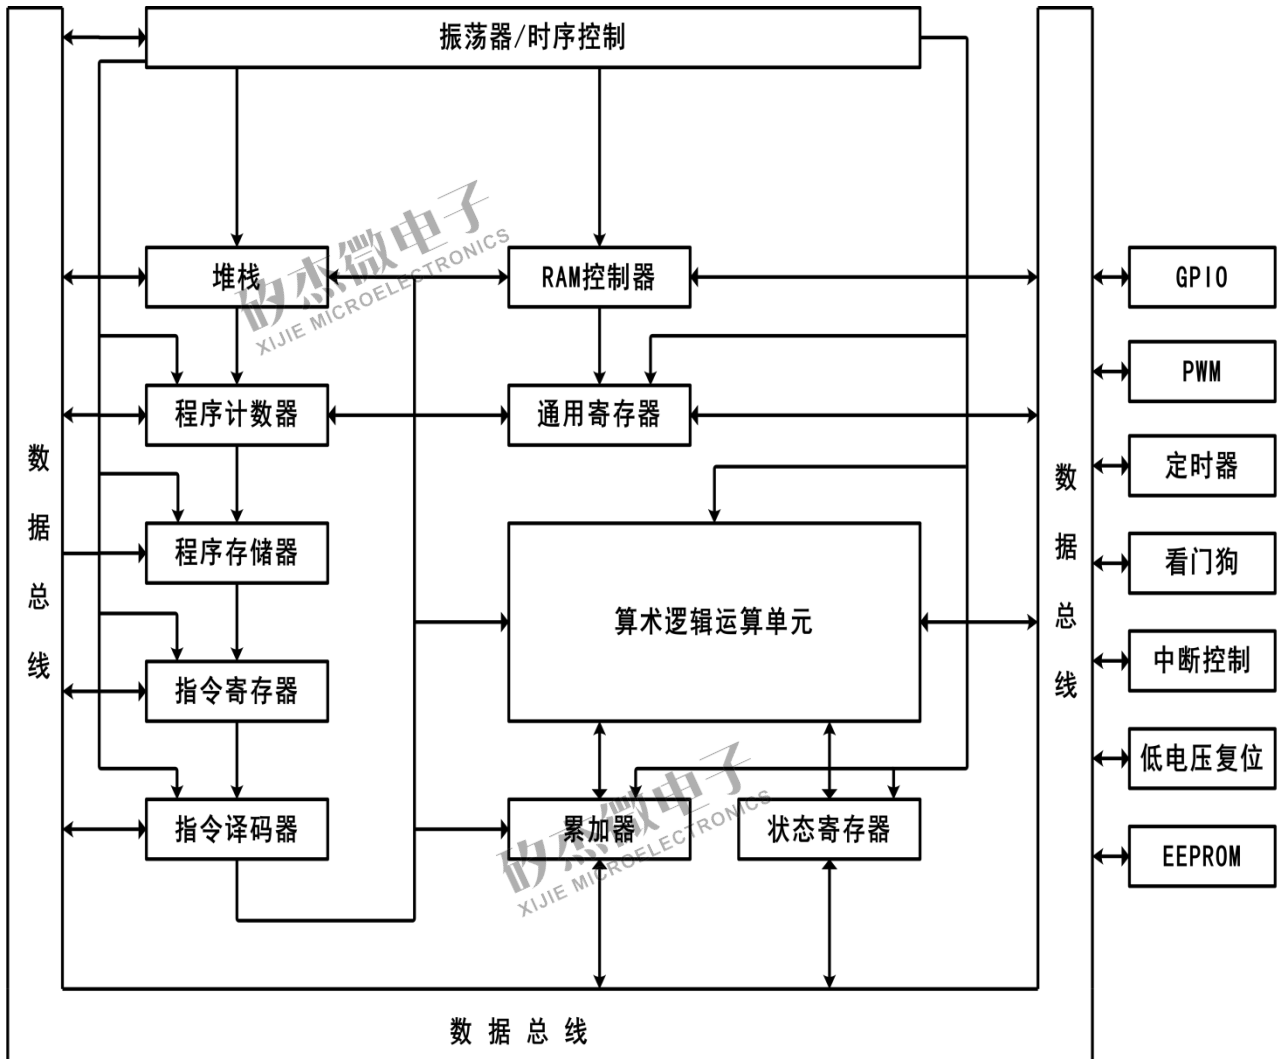 振荡器/时序控制
矽杰微电子
XIJIE MICROELECTRONICS
堆栈
RAM控制器
GPIO
PWM
程序计数器
通用寄存器
数据总线
数据总线
定时器
程序存储器
看门狗
算术逻辑运算单元
中断控制
指令寄存器
低电压复位
矽杰微电子
XIJIE MICROELECTRONICS
指令译码器
累加器
状态寄存器
EEPROM
数据总线